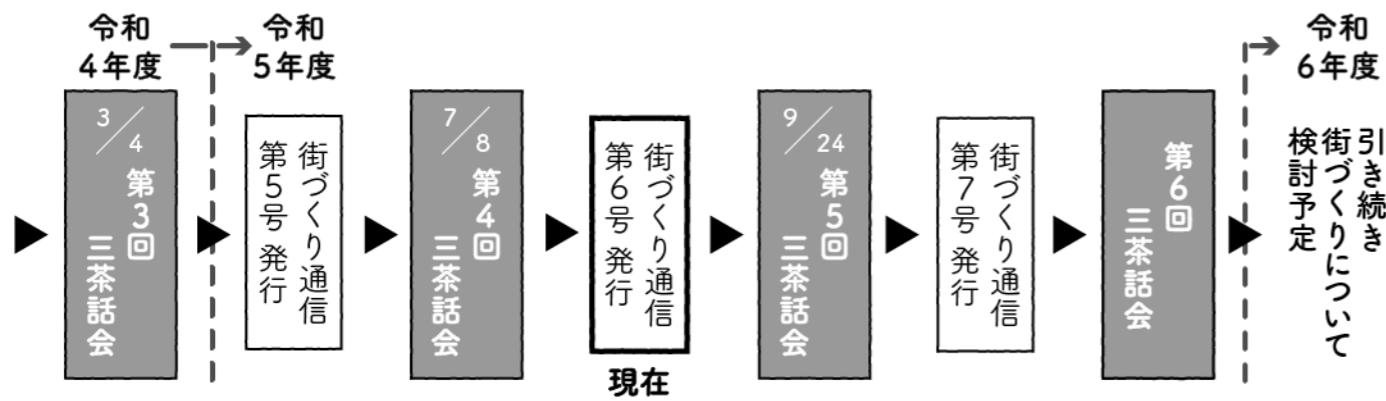 令和
4年度
令和
5年度
3/4
第3回
三茶話会
街づくり通信
第5号 発行
7/8
第4回
三茶話会
街づくり通信
第6号 発行
現在
9/24
第5回
三茶話会
街づくり通信
第7号 発行
第6回
三茶話会
令和
6年度
引き続き
街づくりについて
検討予定